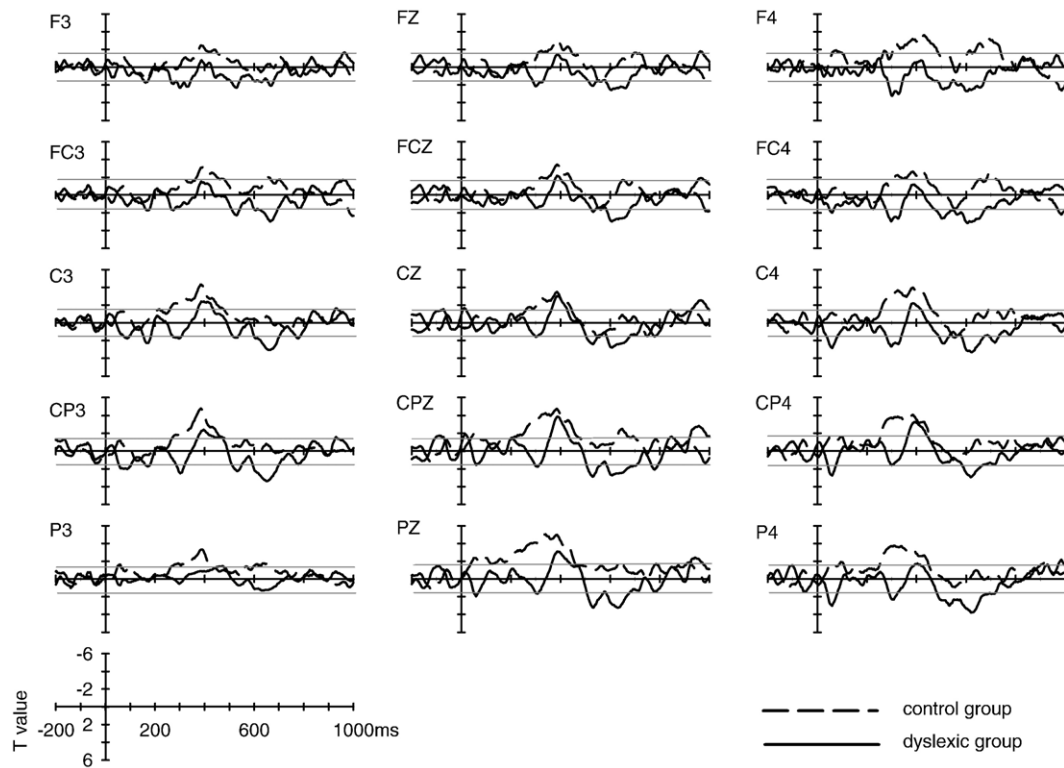 F3 FZ F4
FC3 FCZ FC4
C3 CZ C4
CP3 CPZ CP4
P3 PZ P4
-6
-2
T value
-200 200 600 1000ms
2
6
control group
dyslexic group